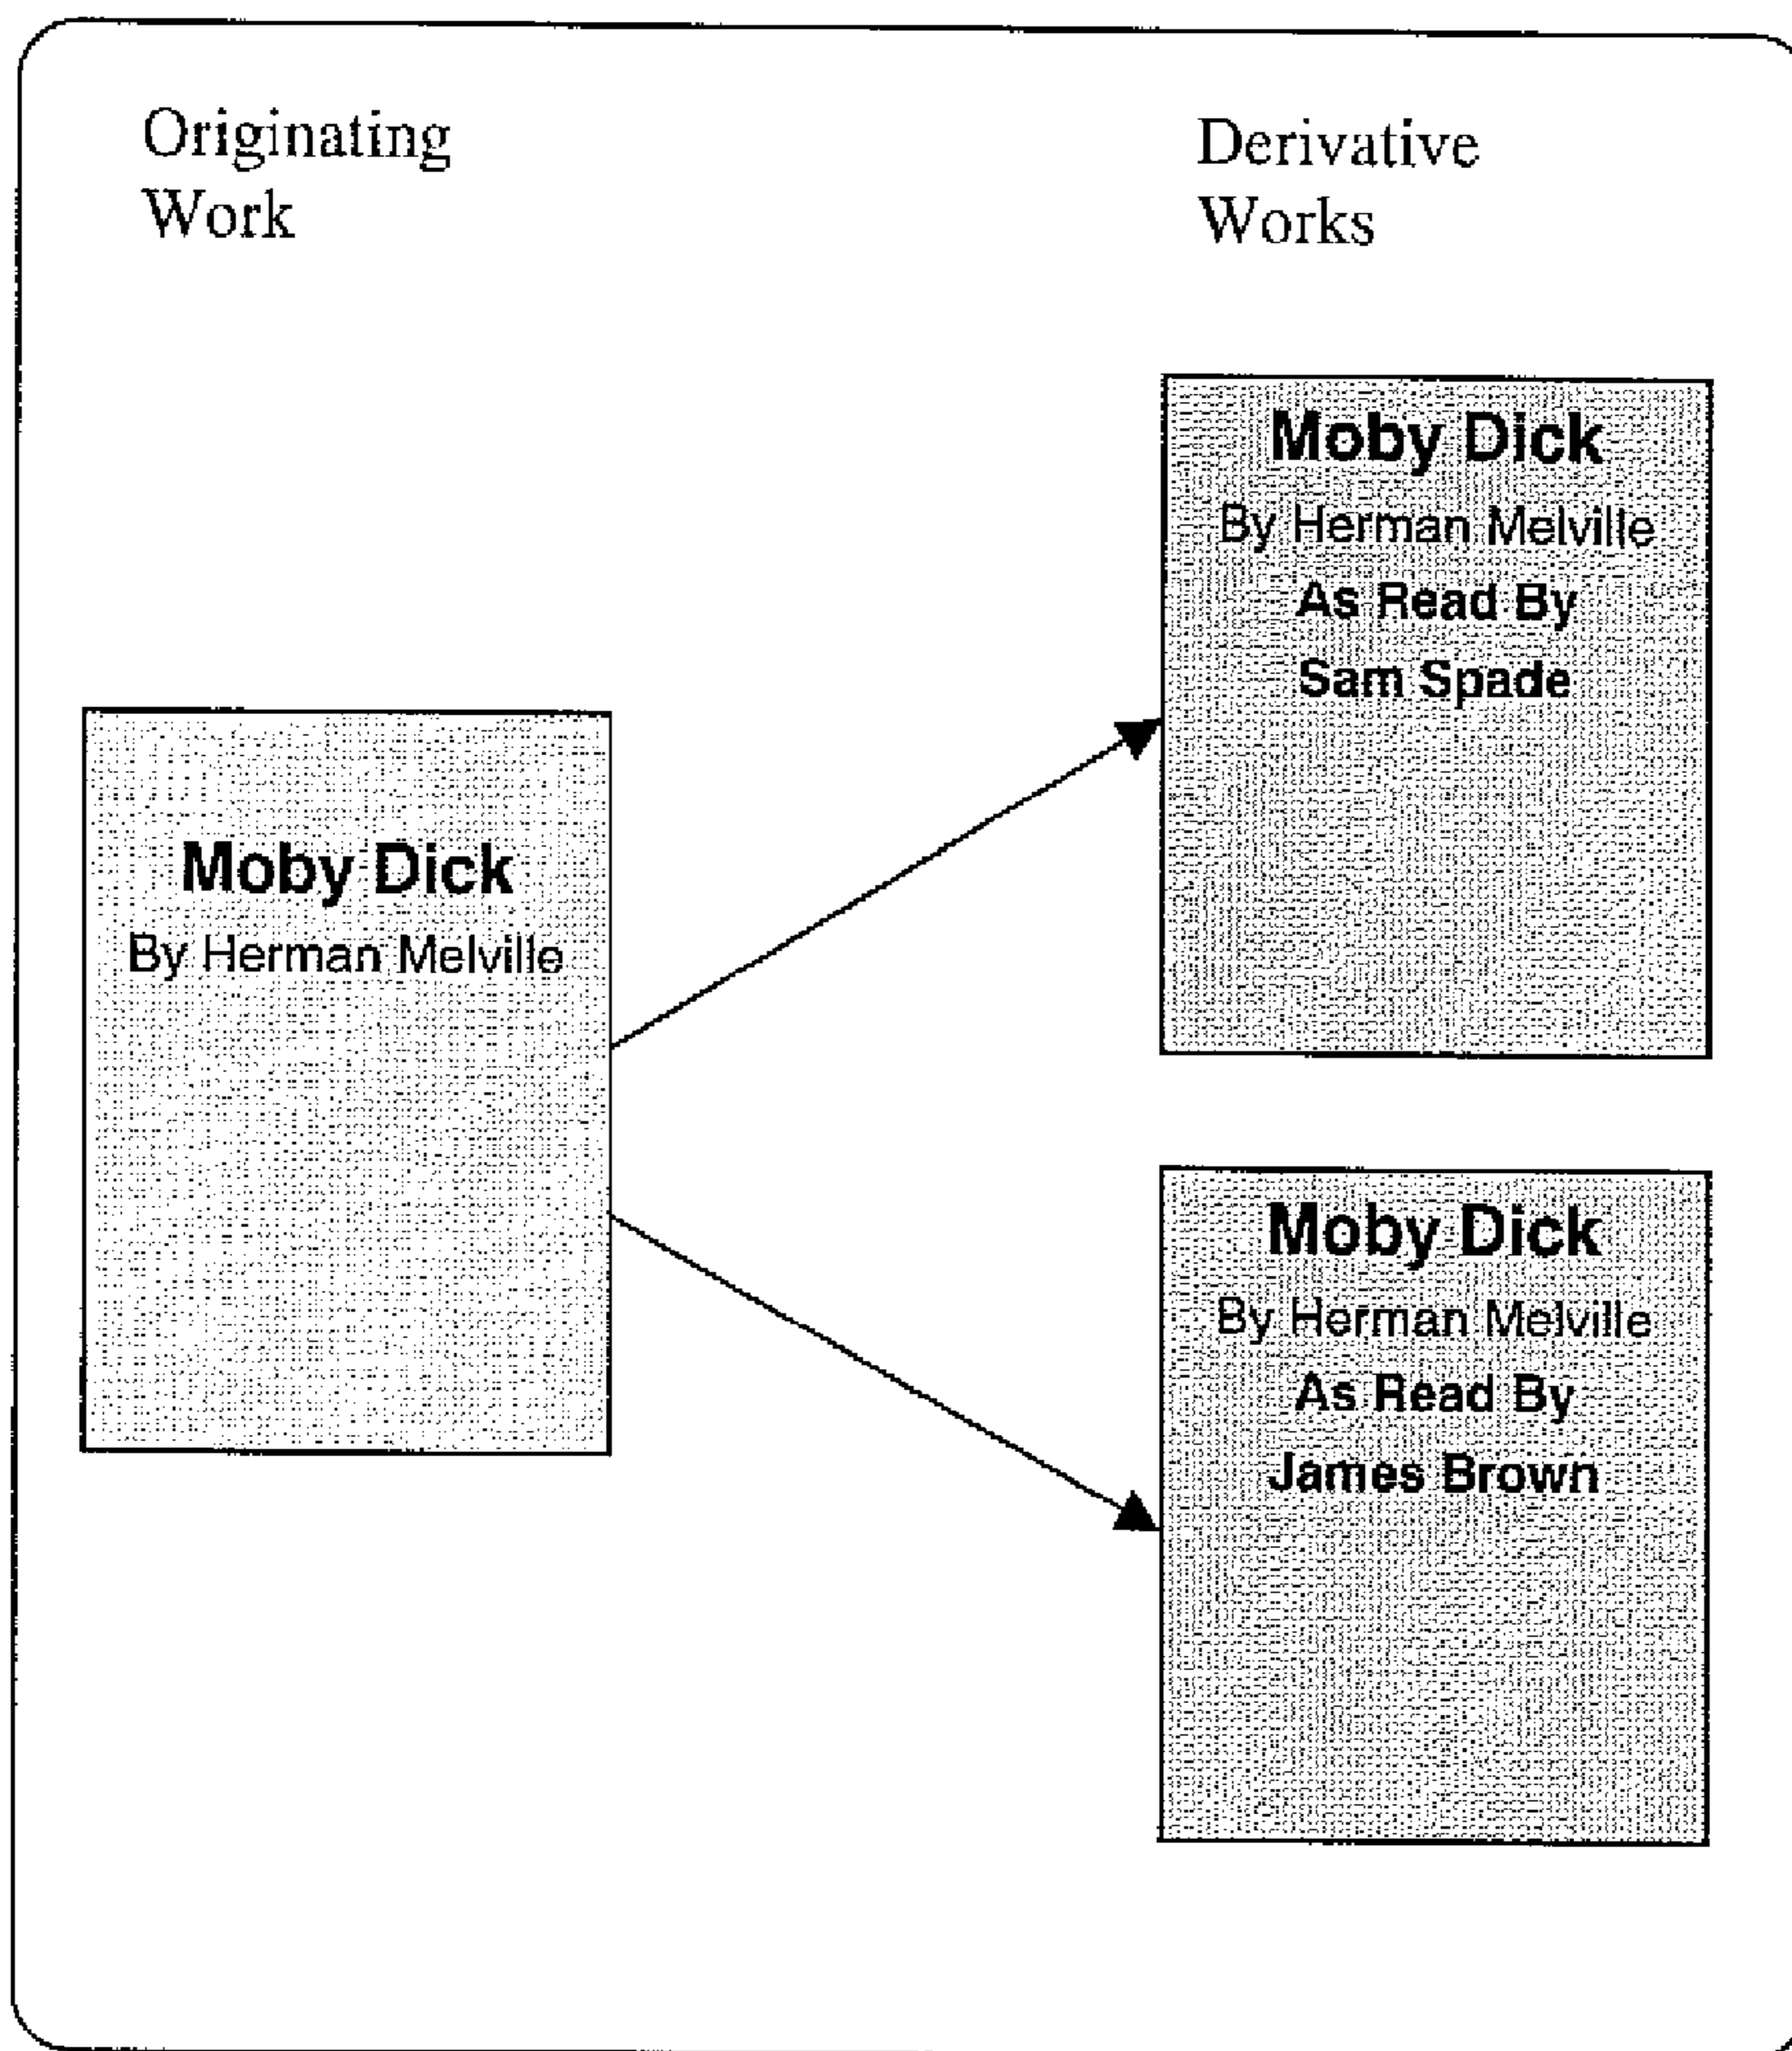 Originating
Work
Derivative
Works
Moby Dick
By Herman Melville
Moby Dick
By Herman Melville
As Read By
Sam Spade
Moby Dick
By Herman Melville
As Read By
James Brown